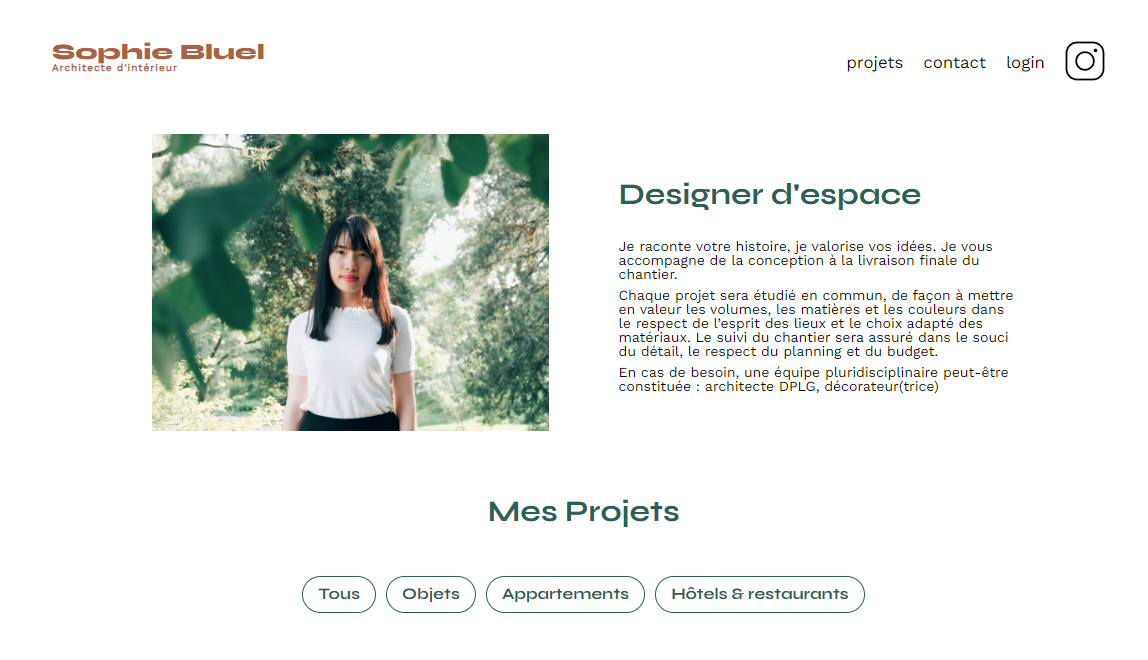 Sophie Bluel
Architecte d'intérieur
projets contact login
Designer d'espace
Je raconte votre histoire, je valorise vos idées. Je vous
accompagne de la conception à la livraison finale du
chantier.
Chaque projet sera étudié en commun, de façon à mettre
en valeur les volumes, les matières et les couleurs dans
le respect de l'esprit des lieux et le choix adapté des
matériaux. Le suivi du chantier sera assuré dans le souci
du détail, le respect du planning et du budget.
En cas de besoin, une équipe pluridisciplinaire peut-être
constituée : architecte DPLG, décorateur(trice)
Mes Projets
Tous Objets Appartements Hôtels & restaurants